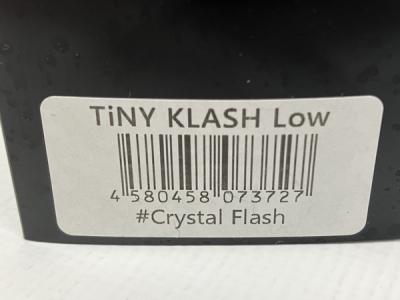 TiNY KLASH Low
4 580458 073727
#Crystal Flash